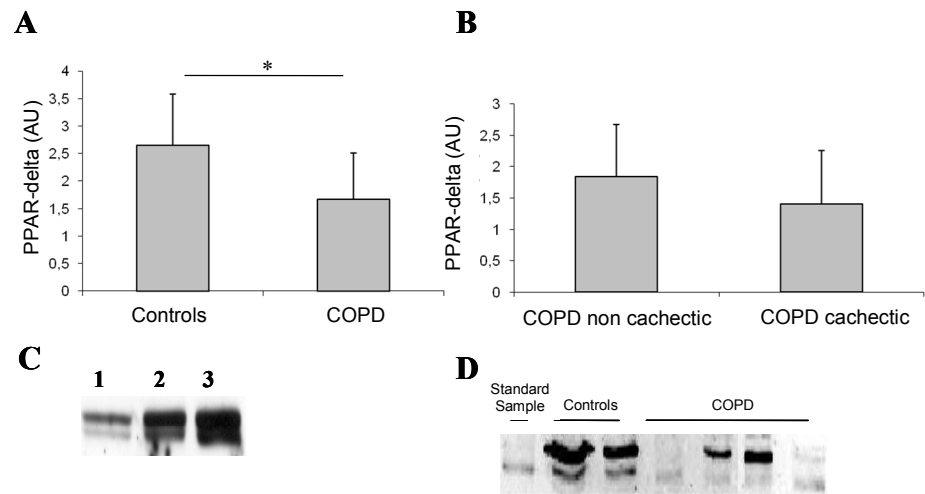 A
B
*
PPAR-delta (AU)
4
3,5
3
2,5
2
1,5
1
0,5
0
Controls
COPD
PPAR-delta (AU)
3
2,5
2
1,5
1
0,5
0
COPD non cachectic
COPD cachectic
C
1 2 3
D
Standard
Sample
Controls
COPD